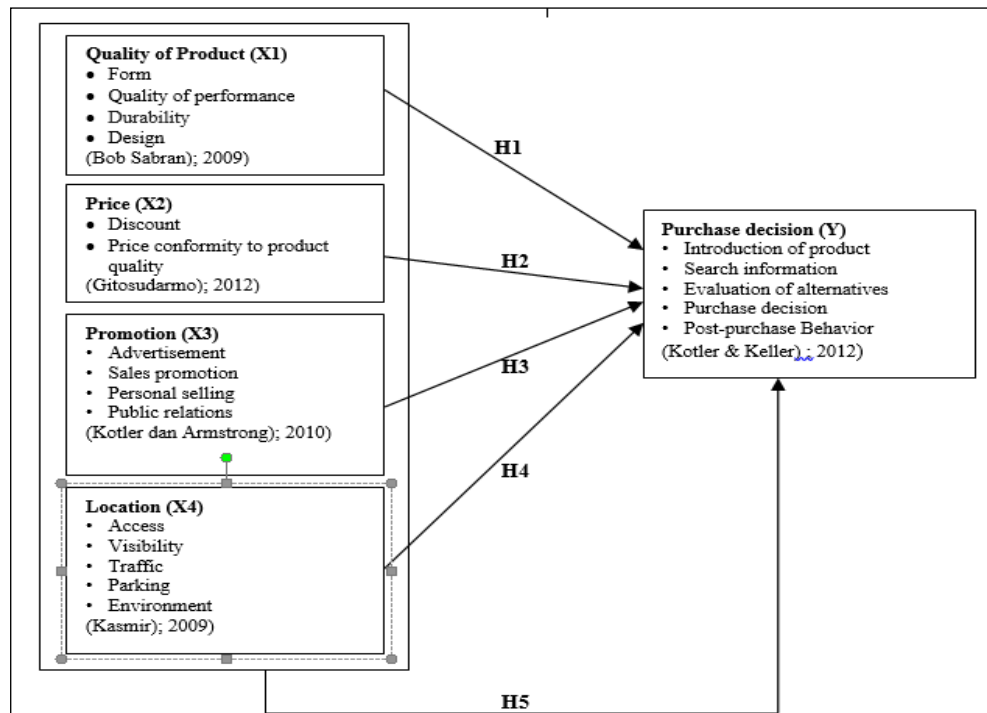 Quality of Product (X1)
• Form
• Quality of performance
• Durability
• Design
(Bob Sabran); 2009)
H1
Price (X2)
• Discount
• Price conformity to product
quality
(Gitosudarmo); 2012)
H2
Purchase decision (Y)
• Introduction of product
• Search information
• Evaluation of alternatives
• Purchase decision
• Post-purchase Behavior
(Kotler & Keller) ; 2012)
Promotion (X3)
• Advertisement
• Sales promotion
• Personal selling
• Public relations
(Kotler dan Armstrong); 2010)
H3
H4
Location (X4)
• Access
• Visibility
• Traffic
• Parking
• Environment
(Kasmir); 2009)
H5